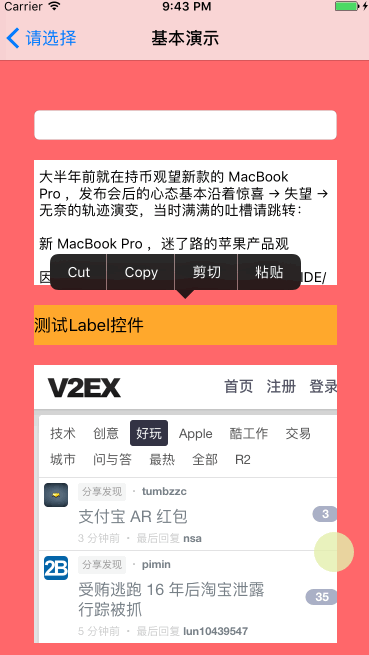 Carrier 9:43 PM
请选择 基本演示
大半年前就在持币观望新款的 MacBook
Pro ，发布会后的心态基本沿着惊喜 → 失望 →
无奈的轨迹演变，当时满满的吐槽请跳转：
新 MacBook Pro ，迷了路的苹果产品观
因 IDE/
Cut Copy 剪切 粘贴
测试Label控件
V2EX 首页 注册 登录
技术 创意 好玩 Apple 酷工作 交易
城市 问与答 最热 全部 R2
分享发现 • tumbzzc
支付宝 AR 红包
3
3 分钟前 • 最后回复 nsa
2B
分享发现 • pimin
受贿逃跑 16 年后淘宝泄露
行踪被抓
35
5 分钟前 • 最后回复 lun10439547